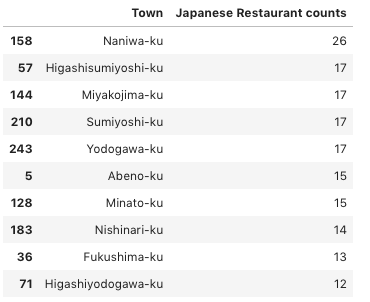 Town Japanese Restaurant counts
158 Naniwa-ku 26
57 Higashisumiyoshi-ku 17
144 Miyakojima-ku 17
210 Sumiyoshi-ku 17
243 Yodogawa-ku 17
5 Abeno-ku 15
128 Minato-ku 15
183 Nishinari-ku 14
36 Fukushima-ku 13
71 Higashiyodogawa-ku 12